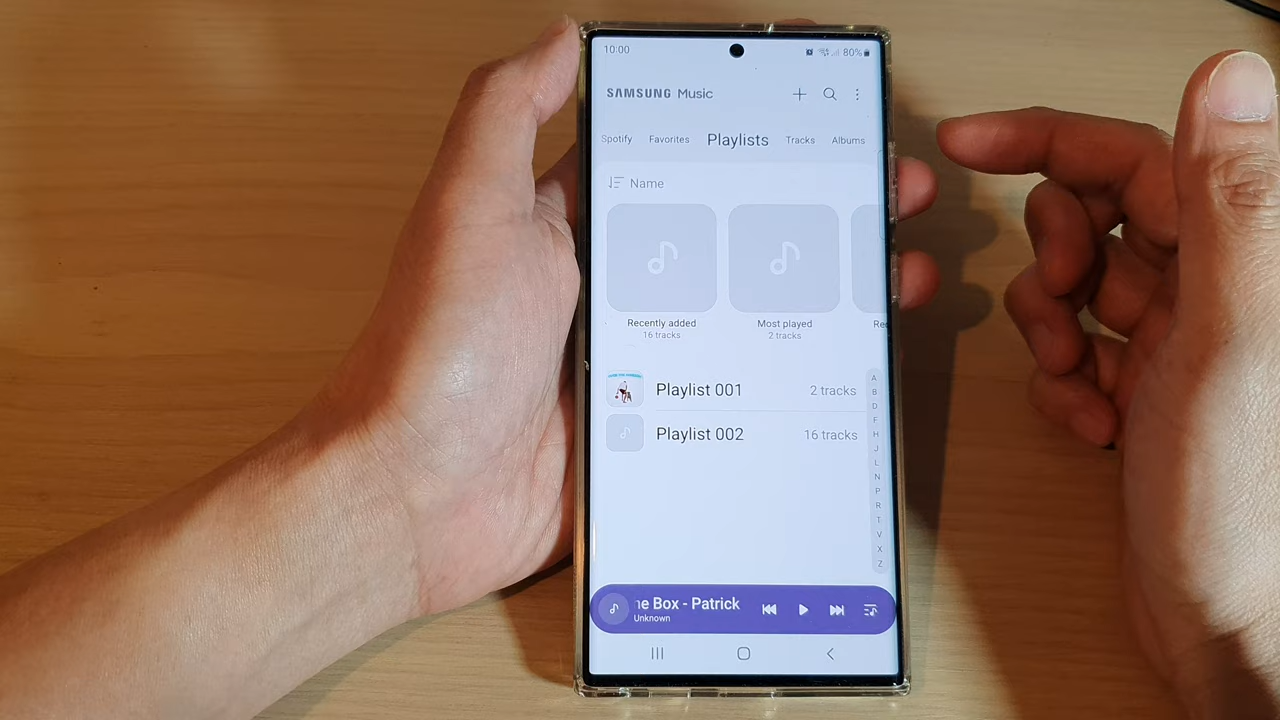 10:00
80%
SAMSUNG Music
Spotify Favorites Playlists Tracks Albums
Name
Recently added
16 tracks
Most played
2 tracks
Rec
Playlist 001
2 tracks
Playlist 002
16 tracks
A
B
D
F
H
J
L
N
P
R
T
V
X
Z
e Box - Patrick
Unknown